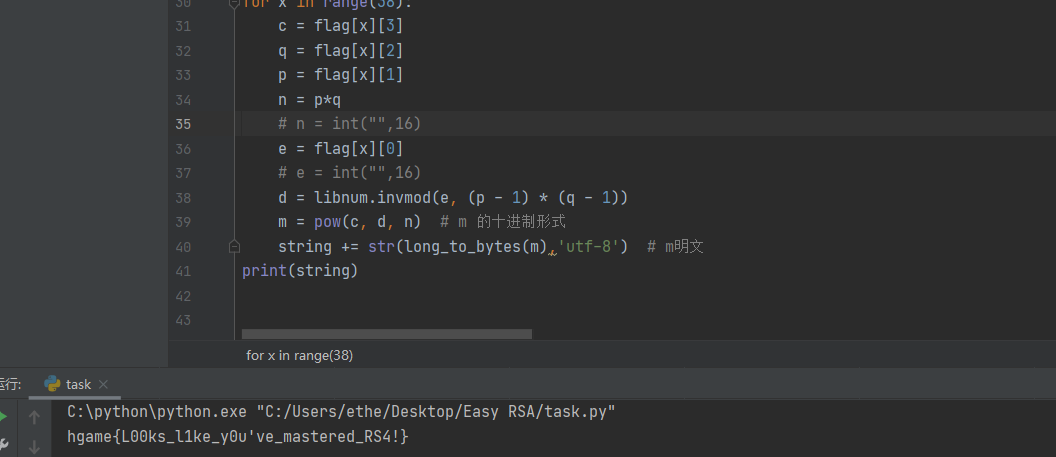 30 for x in range(38):
31 c = flag[x][3]
32 q = flag[x][2]
33 p = flag[x][1]
34 n = p*q
35 # n = int("",16)
36 e = flag[x][0]
37 # e = int("",16)
38 d = libnum.invmod(e, (p - 1) * (q - 1))
39 m = pow(c, d, n)  # m 的十进制形式
40 string += str(long_to_bytes(m),'utf-8')  # m明文
41 print(string)
42
43
for x in range(38)
运行: task
C:\python\python.exe "C:/Users/ethe/Desktop/Easy RSA/task.py"
hgame{L00ks_l1ke_y0u've_mastered_RS4!}